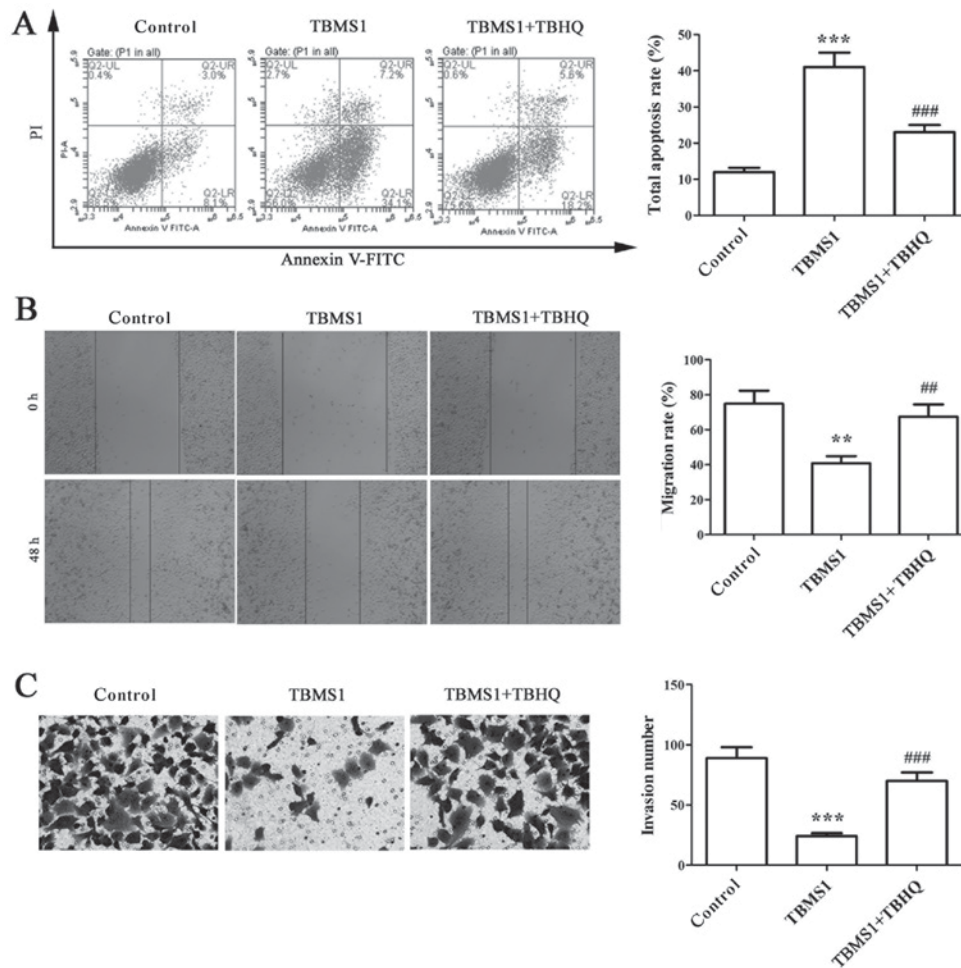 A
Control
TBMS1
TBMS1+TBHQ
Gate: (P1 in all)
Q2-UL
0.4%
Q2-UR
3.0%
8.1%
Gate: (P1 in all)
Q2-UL
2.7%
Q2-UR
7.2%
Q2-LR
34.1%
Gate: (P1 in all)
Q2-UL
0.6%
Q2-UR
5.8%
Q2-LR
18.2%
PI
PI-A
Annexin V FITC-A
Annexin V FITC-A
Annexin V FITC-A
Annexin V-FITC
Total apoptosis rate (%)
50
40
30
20
10
0
***
###
Control
TBMS1
TBMS1+TBHQ
B
Control
TBMS1
TBMS1+TBHQ
0 h
48 h
Migration rate (%)
100
80
60
40
20
0
**
##
Control
TBMS1
TBMS1+TBHQ
C
Control
TBMS1
TBMS1+TBHQ
Invasion number
150
100
50
0
***
###
Control
TBMS1
TBMS1+TBHQ